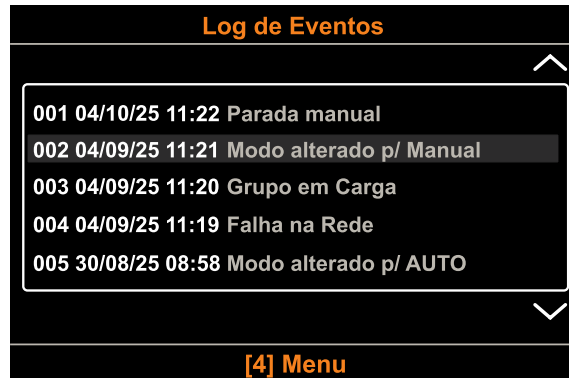 Log de Eventos
001 04/10/25 11:22 Parada manual
002 04/09/25 11:21 Modo alterado p/ Manual
003 04/09/25 11:20 Grupo em Carga
004 04/09/25 11:19 Falha na Rede
005 30/08/25 08:58 Modo alterado p/ AUTO
[4] Menu